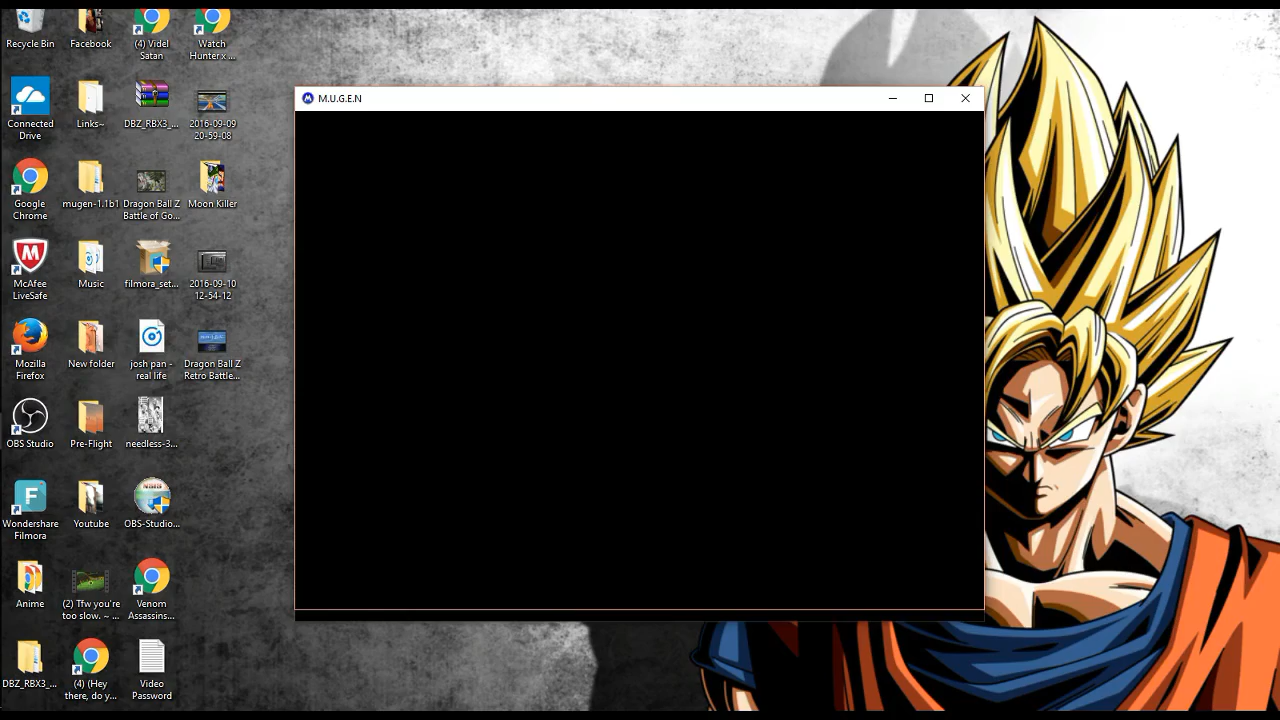 Recycle Bin
Facebook
(4) Videl
Satan
Watch
Hunter x ...
Connected
Drive
Links~
DBZ_RBX3_...
2016-09-09
20-59-08
Google
Chrome
mugen-1.1b1
Dragon Ball Z
Battle of Go...
Moon Killer
McAfee
LiveSafe
Music
filmora_set...
2016-09-10
12-54-12
Mozilla
Firefox
New folder
josh pan -
real life
Dragon Ball Z
Retro Battle...
OBS Studio
Pre-Flight
needless-3...
Wondershare
Filmora
Youtube
OBS-Studio...
Anime
(2) Tfw you're
too slow. ~ ...
Venom
Assassins...
DBZ_RBX3_...
(4) (Hey
there, do y...
Video
Password
M.U.G.E.N